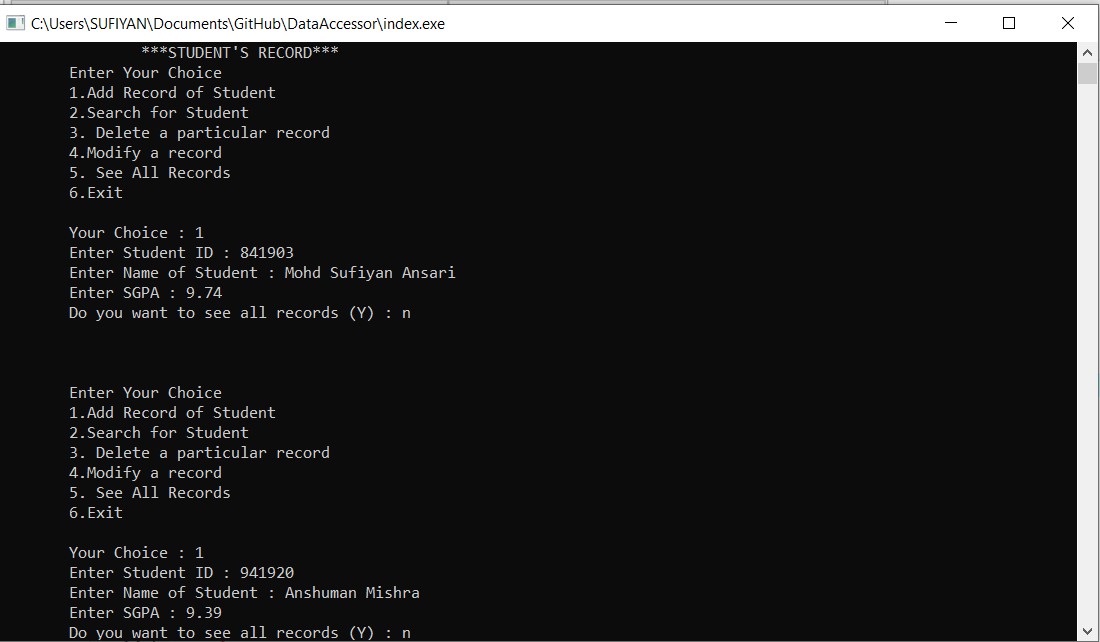 C:\Users\SUFIYAN\Documents\GitHub\DataAccessor\index.exe
***STUDENT'S RECORD***
Enter Your Choice
1.Add Record of Student
2.Search for Student
3. Delete a particular record
4.Modify a record
5. See All Records
6.Exit
Your Choice : 1
Enter Student ID : 841903
Enter Name of Student : Mohd Sufiyan Ansari
Enter SGPA : 9.74
Do you want to see all records (Y) : n
Enter Your Choice
1.Add Record of Student
2.Search for Student
3. Delete a particular record
4.Modify a record
5. See All Records
6.Exit
Your Choice : 1
Enter Student ID : 941920
Enter Name of Student : Anshuman Mishra
Enter SGPA : 9.39
Do you want to see all records (Y) : n